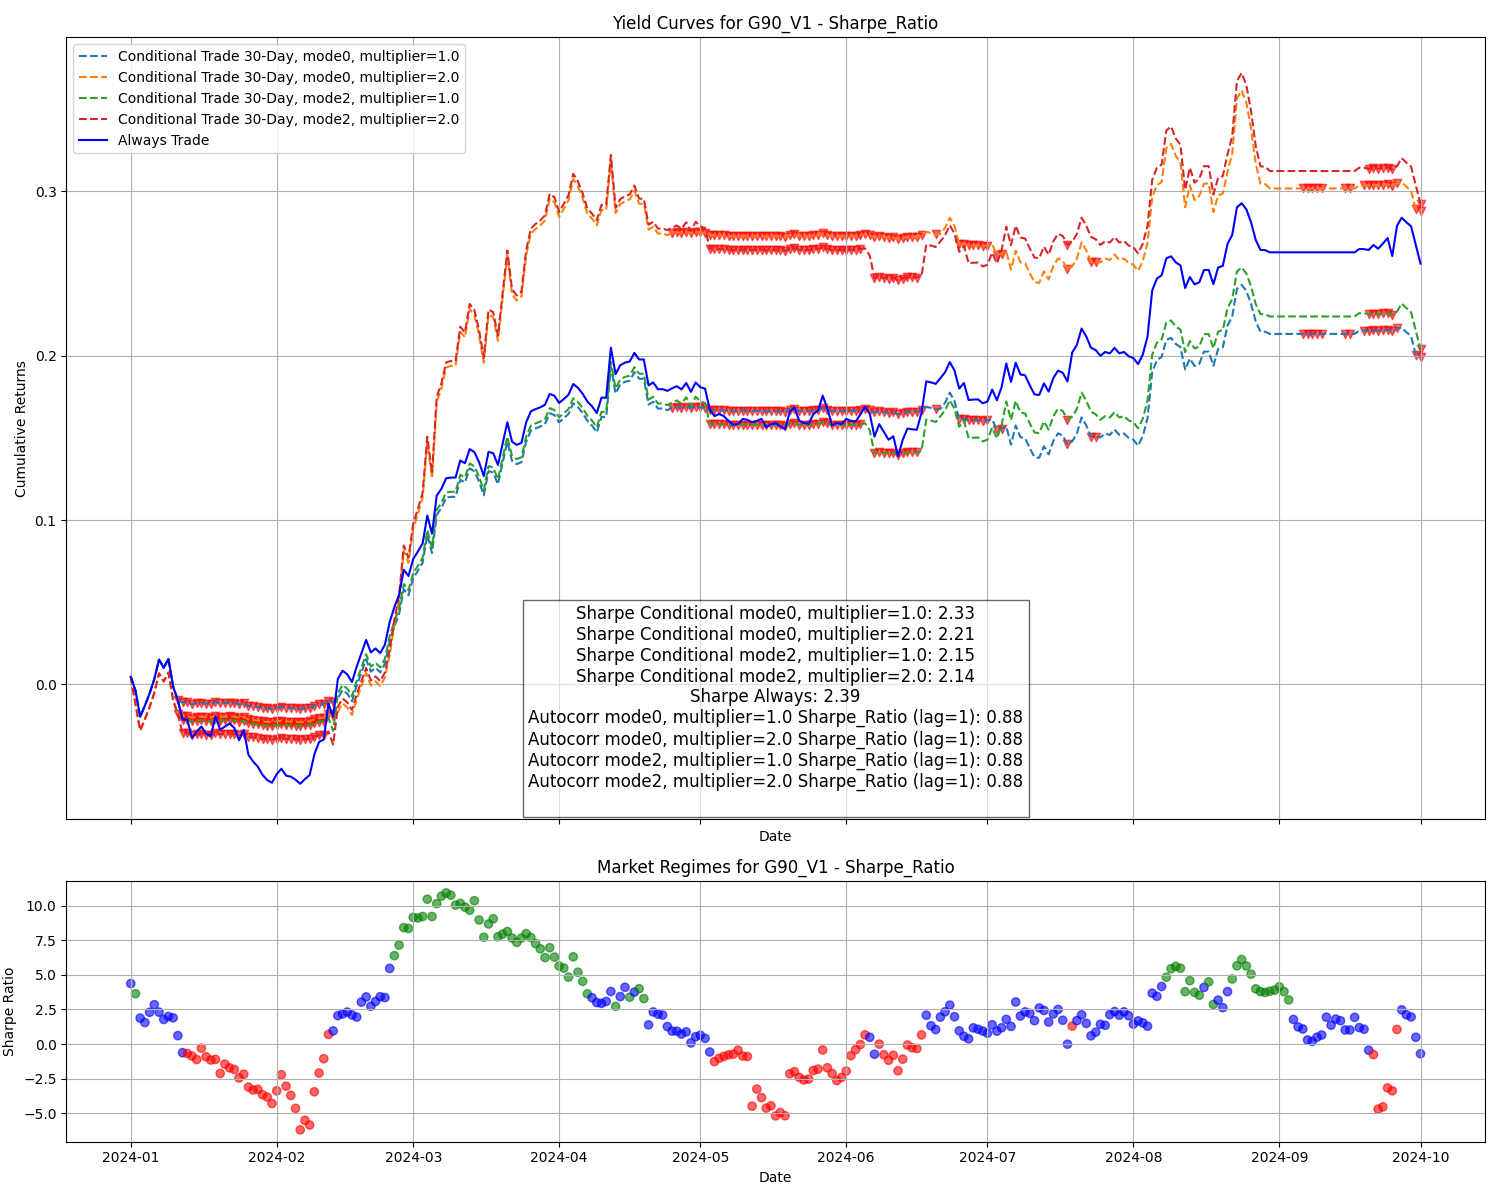 Yield Curves for G90_V1 - Sharpe_Ratio
Conditional Trade 30-Day, mode0, multiplier=1.0
Conditional Trade 30-Day, mode0, multiplier=2.0
Conditional Trade 30-Day, mode2, multiplier=1.0
Conditional Trade 30-Day, mode2, multiplier=2.0
Always Trade
Cumulative Returns
0.3
0.2
0.1
0.0
Sharpe Conditional mode0, multiplier=1.0: 2.33
Sharpe Conditional mode0, multiplier=2.0: 2.21
Sharpe Conditional mode2, multiplier=1.0: 2.15
Sharpe Conditional mode2, multiplier=2.0: 2.14
Sharpe Always: 2.39
Autocorr mode0, multiplier=1.0 Sharpe_Ratio (lag=1): 0.88
Autocorr mode0, multiplier=2.0 Sharpe_Ratio (lag=1): 0.88
Autocorr mode2, multiplier=1.0 Sharpe_Ratio (lag=1): 0.88
Autocorr mode2, multiplier=2.0 Sharpe_Ratio (lag=1): 0.88
Date
Market Regimes for G90_V1 - Sharpe_Ratio
Sharpe Ratio
10.0
7.5
5.0
2.5
0.0
−2.5
−5.0
2024-01 2024-02 2024-03 2024-04 2024-05 2024-06 2024-07 2024-08 2024-09 2024-10
Date